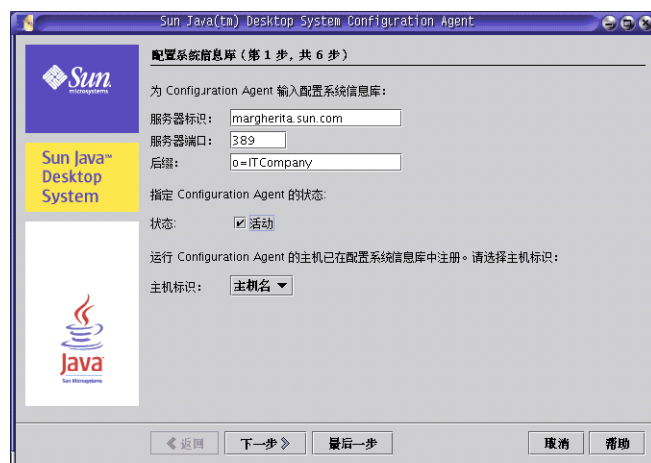 Sun Java(tm) Desktop System Configuration Agent
Sun
microsystems
Sun Java™
Desktop
System
Java
Sun Microsystems
配置系统信息库（第 1 步, 共 6 步）
为 Configuration Agent 输入配置系统信息库：
服务器标识： margherita.sun.com
服务器端口： 389
后缀： o=ITCompany
指定 Configuration Agent 的状态:
状态: 活动
运行 Configuration Agent 的主机已在配置系统信息库中注册。请选择主机标识：
主机标识： 主机名
返回 下一步 最后一步 取消 帮助